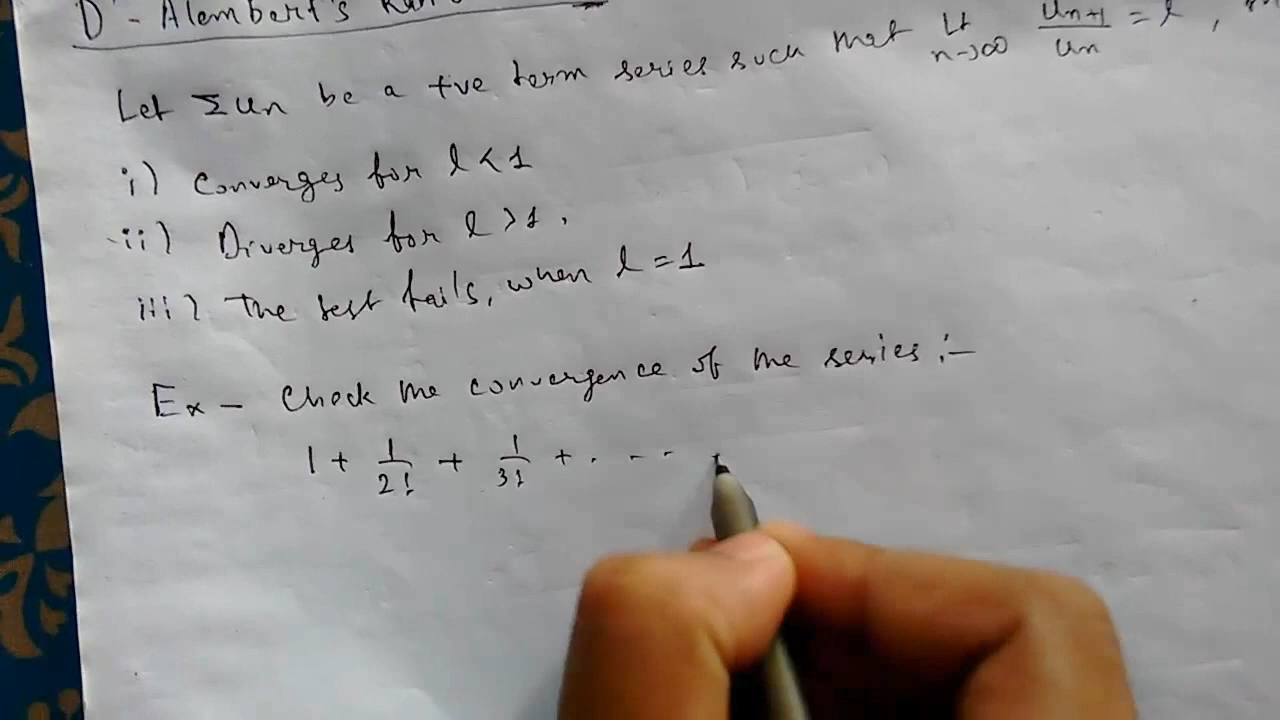 D'-Alembert's
Let Σun be a +ve term series such that Lt n→∞ un+1/un = l,
i) Converges for l < 1
ii) Diverges for l > 1.
iii) The test fails, when l = 1
Ex - Check the convergence of the series :-
1 + 1/2! + 1/3! + . - - .